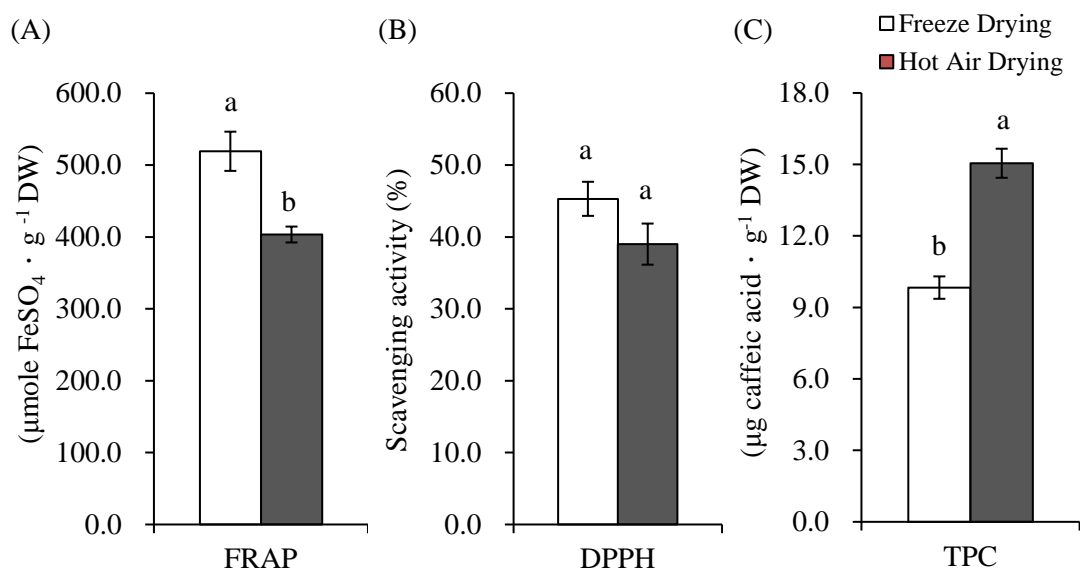 (A)
(B)
(C)
Freeze Drying
Hot Air Drying
(µmole FeSO4 · g-1 DW)
600.0
500.0
400.0
300.0
200.0
100.0
0.0
a
b
FRAP
Scavenging activity (%)
60.0
50.0
40.0
30.0
20.0
10.0
0.0
a
a
DPPH
(µg caffeic acid · g-1 DW)
18.0
15.0
12.0
9.0
6.0
3.0
0.0
b
a
TPC